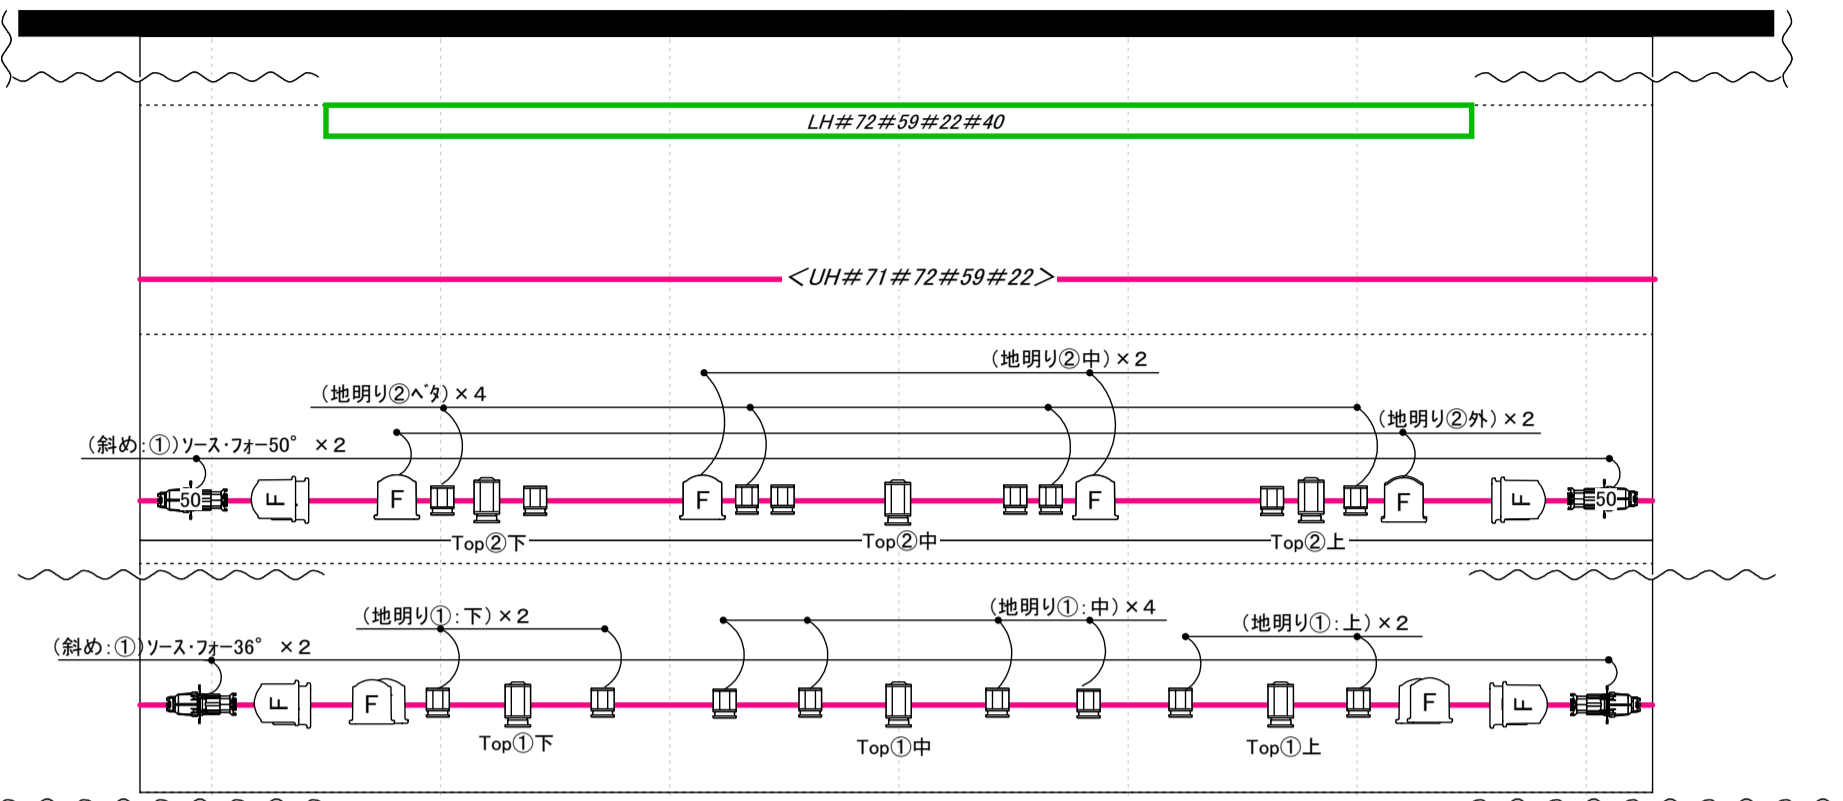 LH#72#59#22#40
<UH#71#72#59#22>
(地明り②中)×2
(地明り②ﾍﾞﾀ)×4
(地明り②外)×2
(斜め:①)ｿｰｽ・ﾌｫｰ50° ×2
50 F F F F F 50
Top②下 Top②中 Top②上
(地明り①:下)×2 (地明り①:中)×4 (地明り①:上)×2
(斜め:①)ｿｰｽ・ﾌｫｰ36° ×2
F F F F
Top①下 Top①中 Top①上